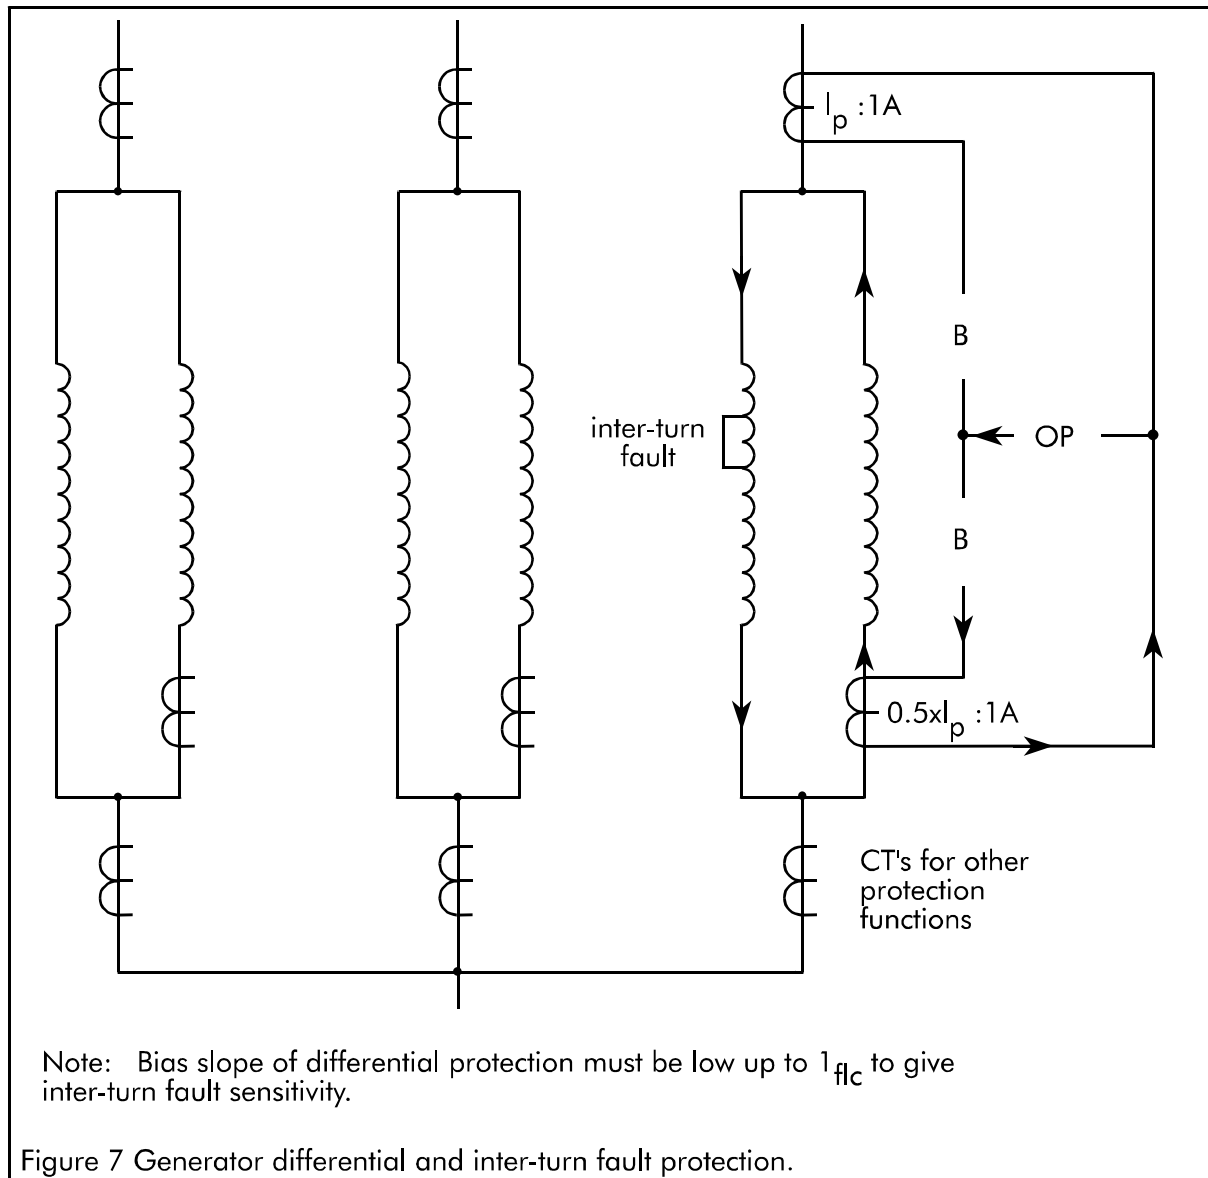 I_p :1A
B
inter-turn
fault
OP
B
0.5xI_p :1A
CT's for other
protection
functions
Note: Bias slope of differential protection must be low up to 1_flc to give
inter-turn fault sensitivity.
Figure 7 Generator differential and inter-turn fault protection.